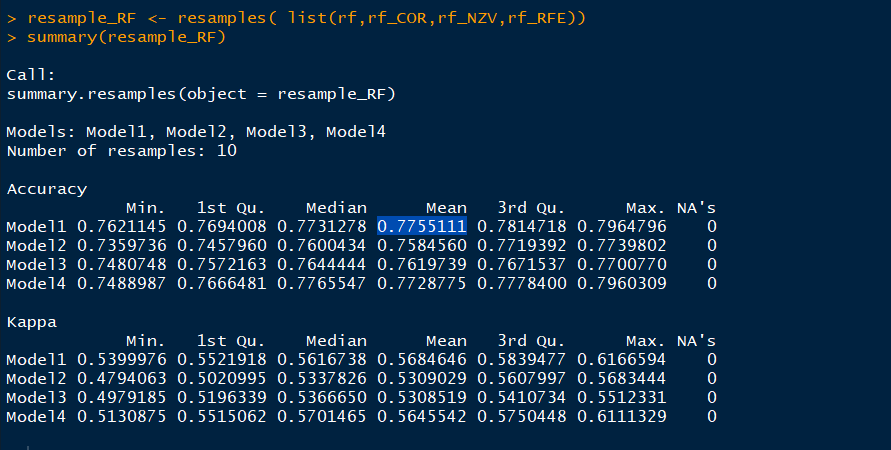 > resample_RF <- resamples( list(rf,rf_COR,rf_NZV,rf_RFE))
> summary(resample_RF)
Call:
summary.resamples(object = resample_RF)
Models: Model1, Model2, Model3, Model4
Number of resamples: 10
Accuracy
Min. 1st Qu. Median Mean 3rd Qu. Max. NA's
Model1 0.7621145 0.7694008 0.7731278 0.7755111 0.7814718 0.7964796 0
Model2 0.7359736 0.7457960 0.7600434 0.7584560 0.7719392 0.7739802 0
Model3 0.7480748 0.7572163 0.7644444 0.7619739 0.7671537 0.7700770 0
Model4 0.7488987 0.7666481 0.7765547 0.7728775 0.7778400 0.7960309 0
Kappa
Min. 1st Qu. Median Mean 3rd Qu. Max. NA's
Model1 0.5399976 0.5521918 0.5616738 0.5684646 0.5839477 0.6166594 0
Model2 0.4794063 0.5020995 0.5337826 0.5309029 0.5607997 0.5683444 0
Model3 0.4979185 0.5196339 0.5366650 0.5308519 0.5410734 0.5512331 0
Model4 0.5130875 0.5515062 0.5701465 0.5645542 0.5750448 0.6111329 0